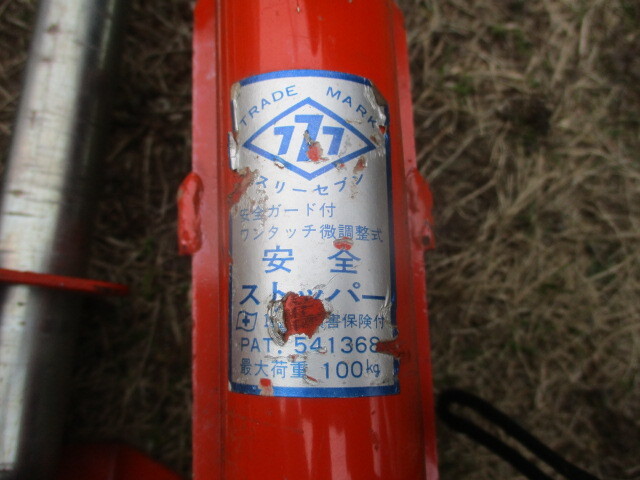 TRADE MARK
777
スリーセブン
安全ガード付
ワンタッチ微調整式
安全
ストッパー
害保険付
PAT. 541368
最大荷重 100kg